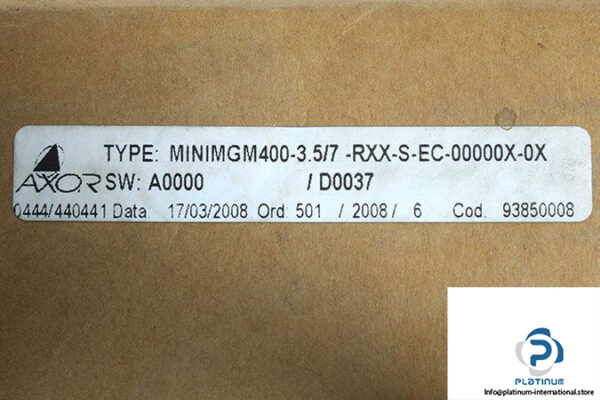 TYPE: MINIMGM400-3.5/7 -RXX-S-EC-00000X-0X
AXOR SW: A0000 / D0037
0444/440441 Data: 17/03/2008 Ord: 501 / 2008 / 6 Cod. 93850008
PLATINUM
info@platinum-international.store